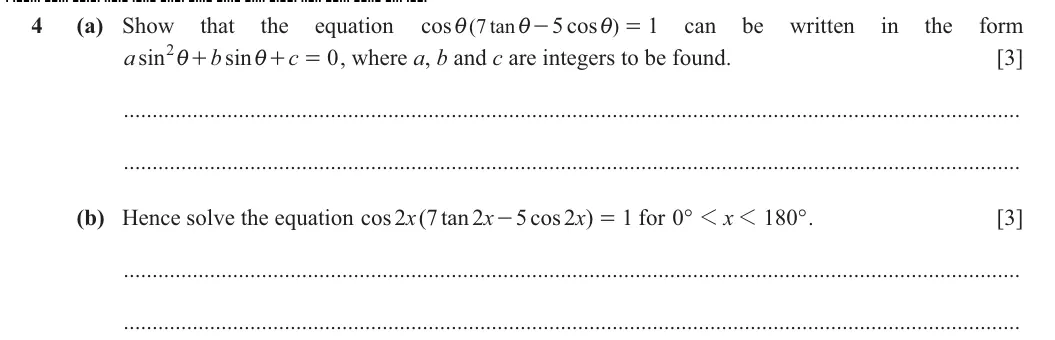 4 (a) Show that the equation cos θ(7 tan θ − 5 cos θ) = 1 can be written in the form
a sin²θ + b sin θ + c = 0, where a, b and c are integers to be found. [3]
(b) Hence solve the equation cos 2x(7 tan 2x − 5 cos 2x) = 1 for 0° < x < 180°. [3]